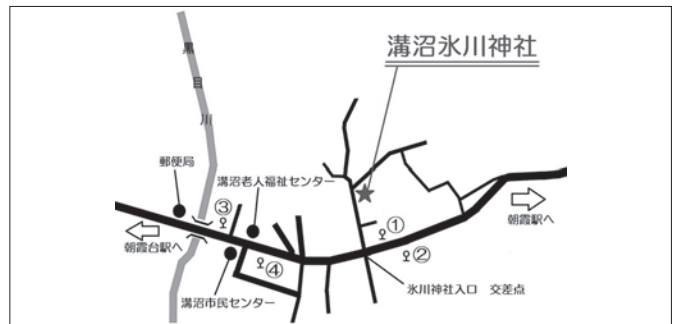 溝沼氷川神社
黒目川
郵便局
溝沼老人福祉センター
③
①
朝霞駅へ
②
朝霞台駅へ
④
氷川神社入口 交差点
溝沼市民センター